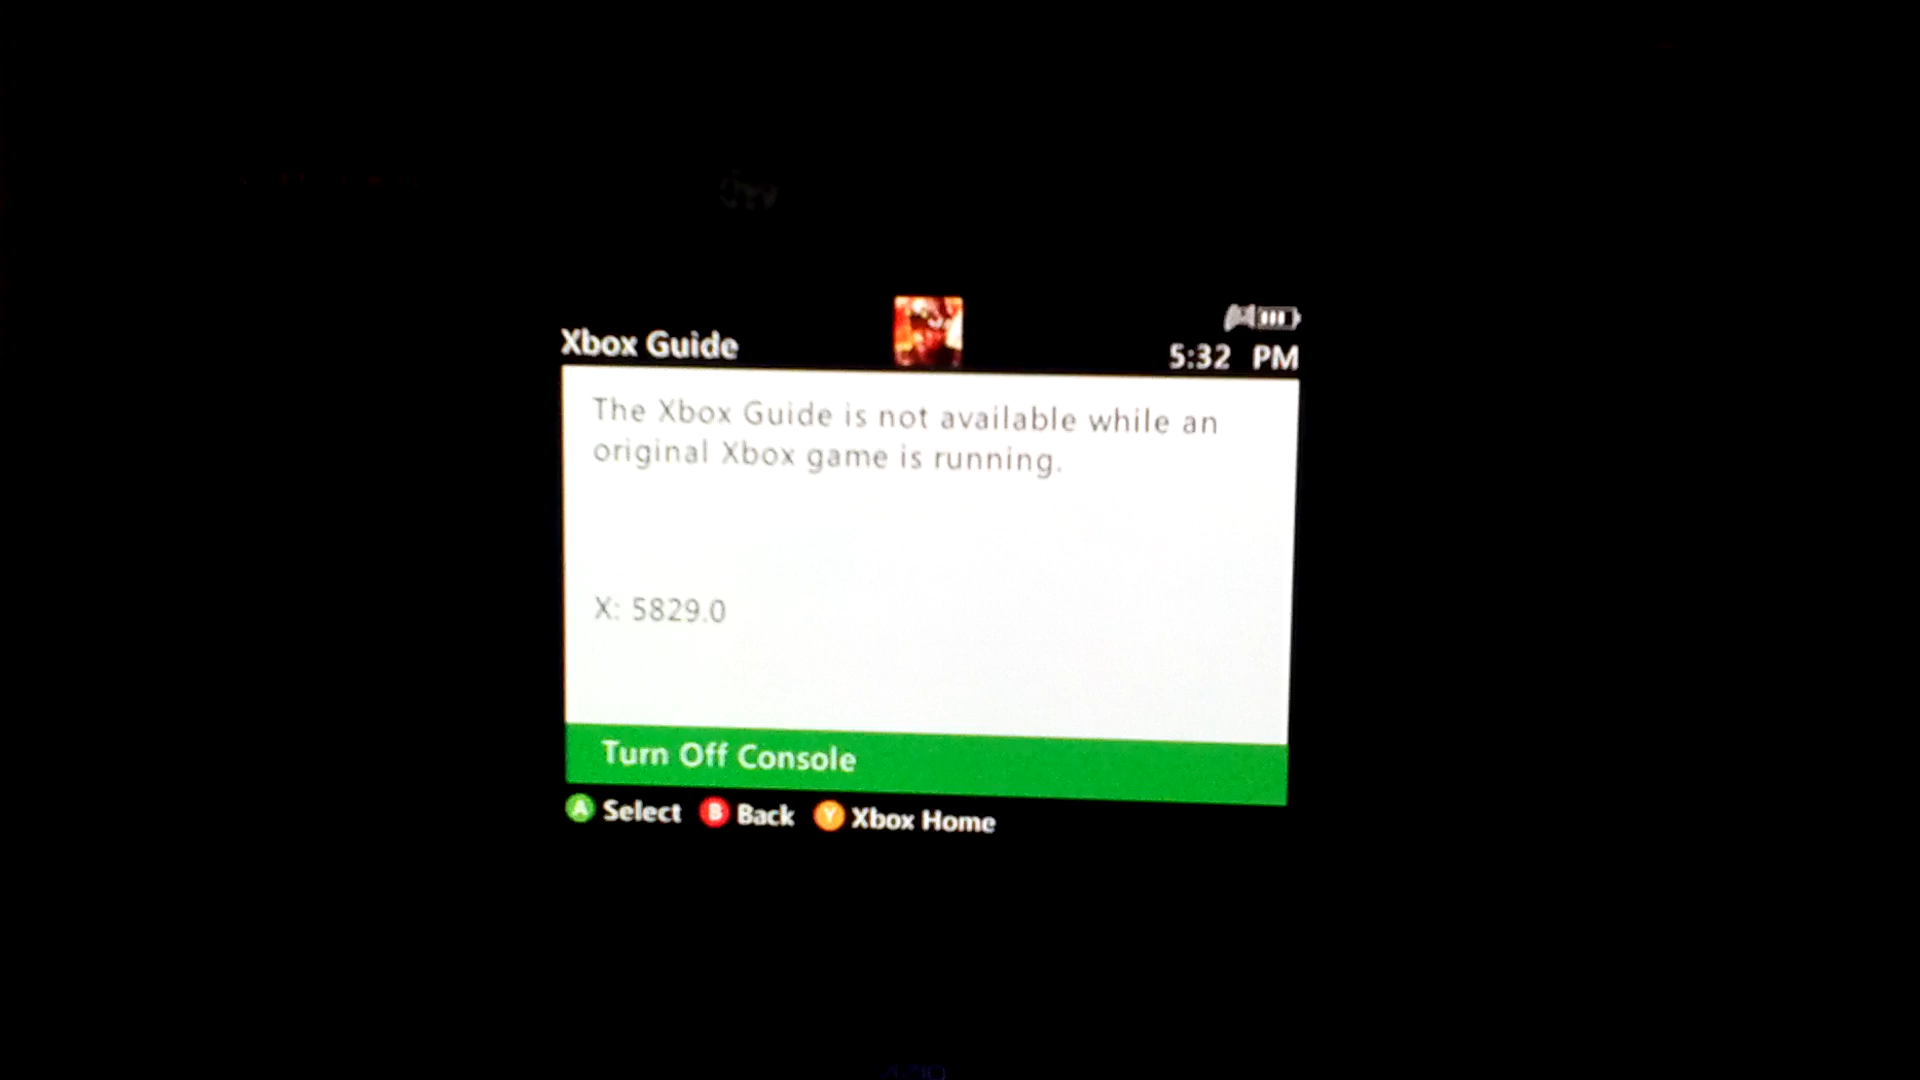 Xbox Guide
5:32 PM
The Xbox Guide is not available while an
original Xbox game is running.
X: 5829.0
Turn Off Console
A Select B Back Y Xbox Home